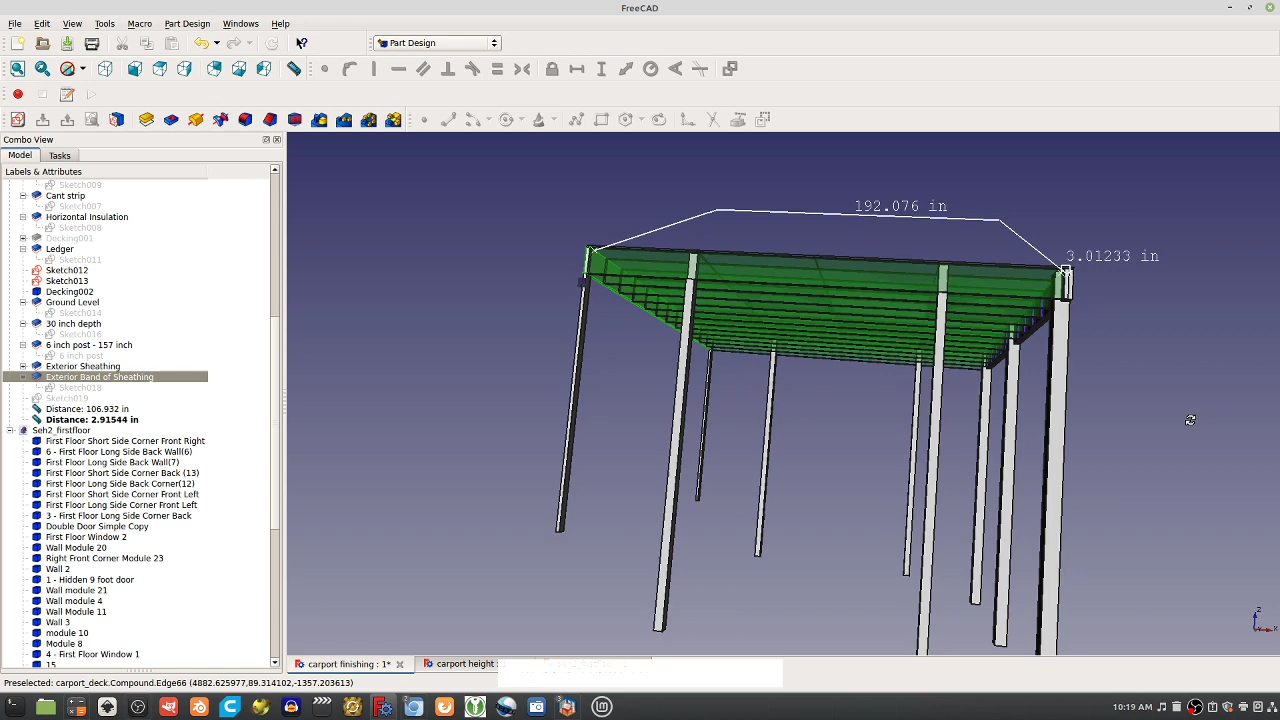 FreeCAD
File Edit View Tools Macro Part Design Windows Help
Part Design
Combo View
Model Tasks
Labels & Attributes
Sketch009
Cant strip
Sketch007
Horizontal Insulation
Sketch008
Decking001
Ledger
Sketch011
Sketch012
Sketch013
Decking002
Ground Level
Sketch014
30 inch depth
Sketch016
6 inch post - 157 inch
6 inch post
Exterior Sheathing
Exterior Band of Sheathing
Sketch018
Sketch019
Distance: 106.932 in
Distance: 2.91544 in
Seh2_firstfloor
First Floor Short Side Corner Front Right
6 - First Floor Long Side Back Wall(6)
First Floor Long Side Back Wall(7)
First Floor Short Side Corner Back (13)
First Floor Long Side Back Corner(12)
First Floor Short Side Corner Front Left
First Floor Long Side Corner Front Left
3 - First Floor Long Side Corner Back
Double Door Simple Copy
First Floor Window 2
Wall Module 20
Right Front Corner Module 23
Wall 2
1 - Hidden 9 foot door
Wall module 21
Wall module 4
Wall Module 11
Wall 3
module 10
Module 8
4 - First Floor Window 1
15
192.076 in
3.01233 in
Z
X
carport finishing : 1*
carport height
Preselected: carport_deck.Compound.Edge66 (4882.625977,89.314102,-1357.203613)
10:19 AM